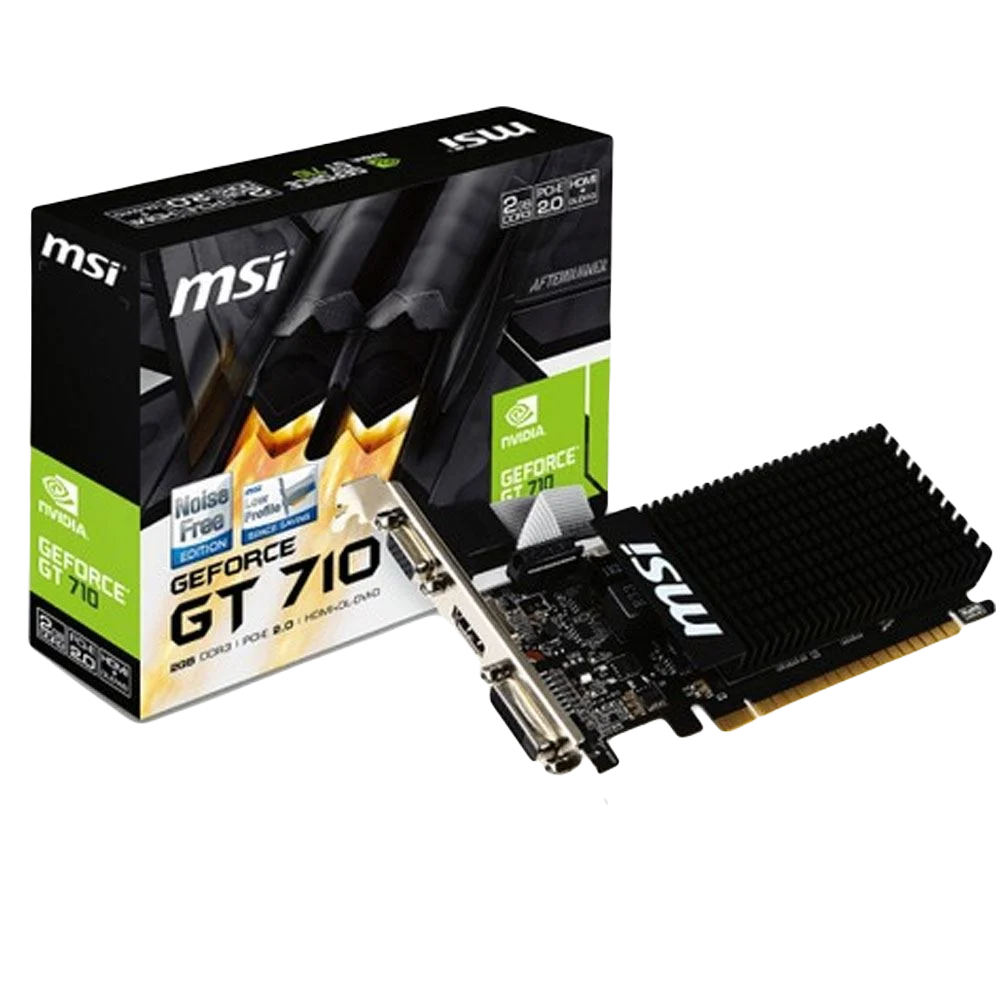 msi
2GB DDR3
PCI-E 2.0
HDMI + DL-DVI-D
AFTERBURNER
msi
msi
NVIDIA.
GEFORCE
GT 710
NVIDIA.
GEFORCE
GT 710
Noise
Free
EDITION
msi
Low
Profile
SPACE SAVING
GEFORCE
GT 710
2GB DDR3 | PCI-E 2.0 | HDMI+DL-DVI-D
msi